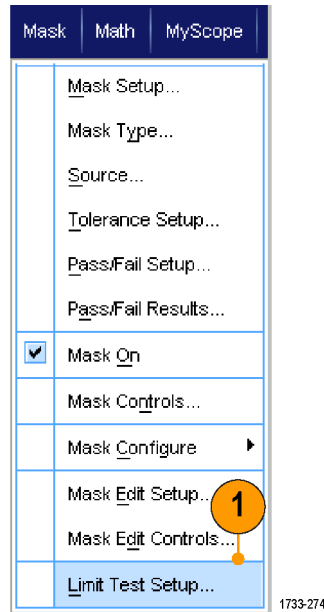 Mask Math MyScope
Mask Setup...
Mask Type...
Source...
Tolerance Setup...
Pass/Fail Setup...
Pass/Fail Results...
Mask On
Mask Controls...
Mask Configure
Mask Edit Setup...
1
Mask Edit Controls...
Limit Test Setup...
1733-274